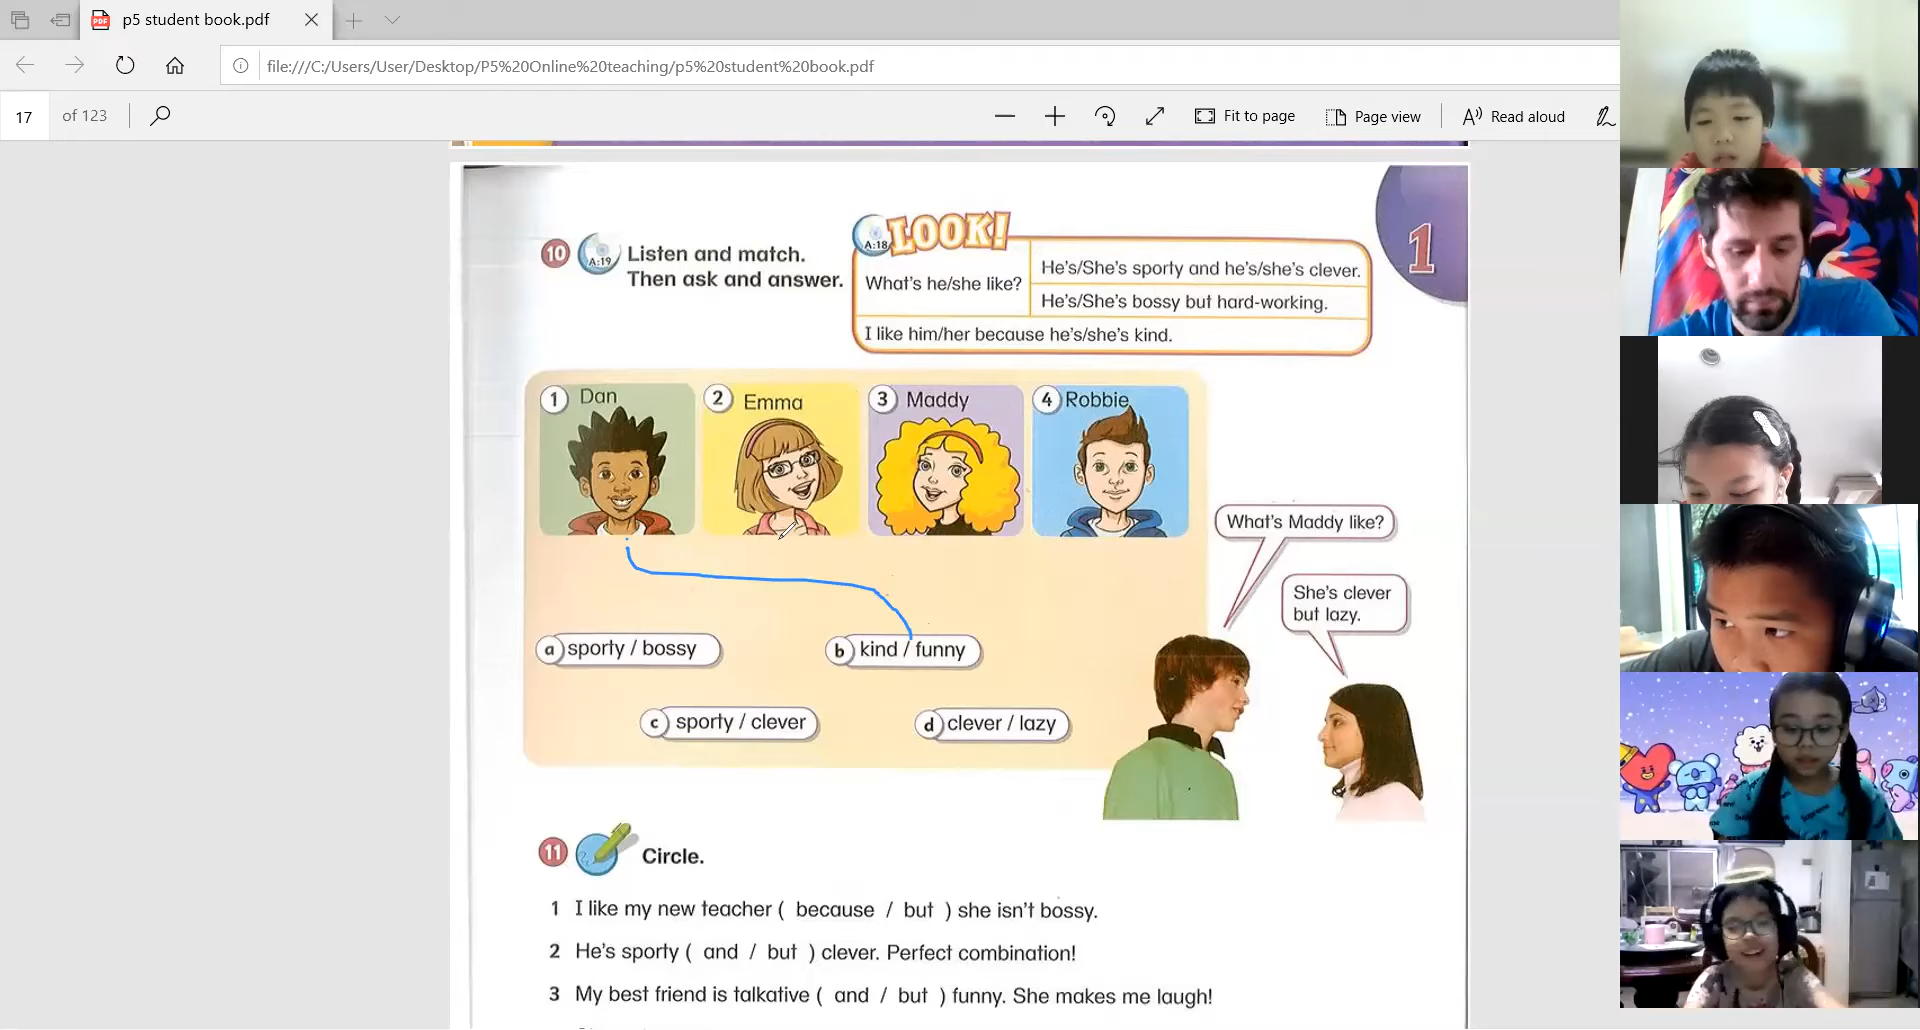 p5 student book.pdf
file:///C:/Users/User/Desktop/P5%20Online%20teaching/p5%20student%20book.pdf
17 of 123
Fit to page
Page view
Read aloud
1
10 A:19 Listen and match.
Then ask and answer.
A:18 LOOK!
What's he/she like?
He's/She's sporty and he's/she's clever.
He's/She's bossy but hard-working.
I like him/her because he's/she's kind.
1 Dan
2 Emma
3 Maddy
4 Robbie
What's Maddy like?
She's clever
but lazy.
a sporty / bossy
b kind / funny
c sporty / clever
d clever / lazy
11 Circle.
1 I like my new teacher ( because / but ) she isn't bossy.
2 He's sporty ( and / but ) clever. Perfect combination!
3 My best friend is talkative ( and / but ) funny. She makes me laugh!